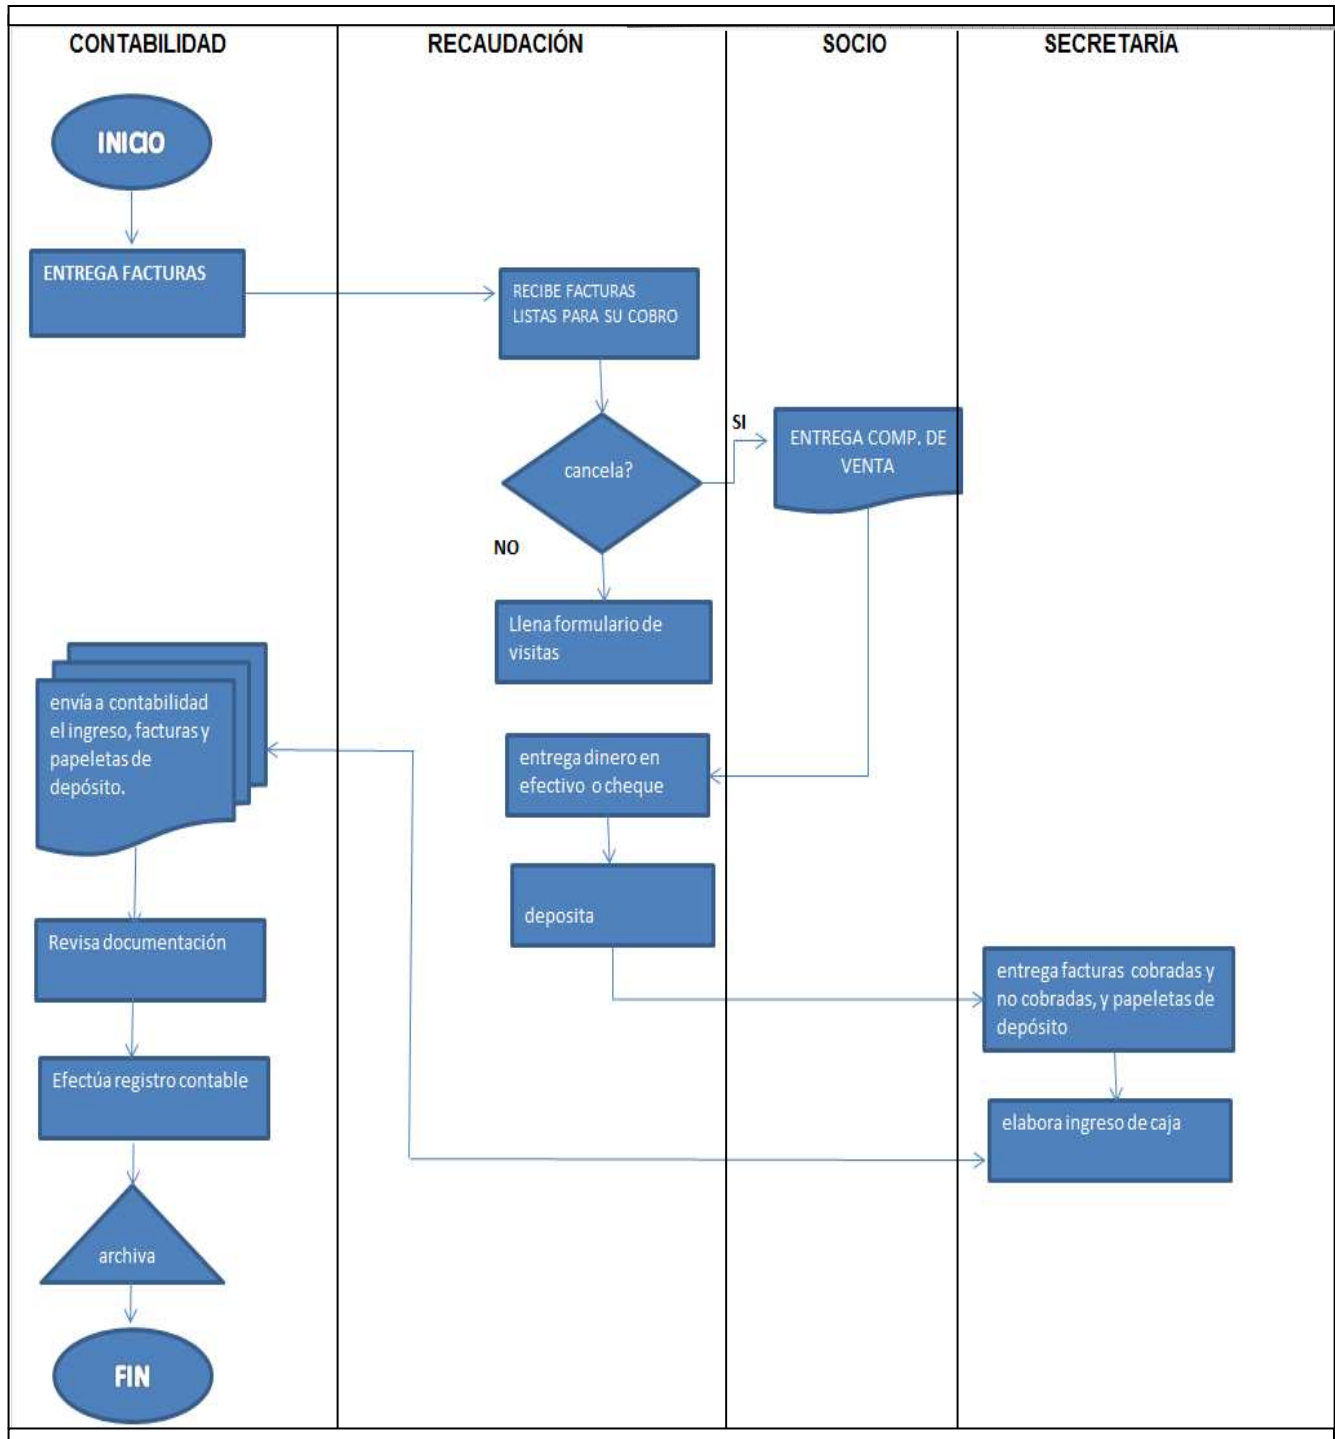 CONTABILIDAD
RECAUDACIÓN
SOCIO
SECRETARÍA
INICIO
ENTREGA FACTURAS
RECIBE FACTURAS
LISTAS PARA SU COBRO
cancela?
SI
ENTREGA COMP. DE
VENTA
NO
Llena formulario de
visitas
entrega dinero en
efectivo o cheque
deposita
entrega facturas cobradas y
no cobradas, y papeletas de
depósito
elabora ingreso de caja
envía a contabilidad
el ingreso, facturas y
papeletas de
depósito.
Revisa documentación
Efectúa registro contable
archiva
FIN